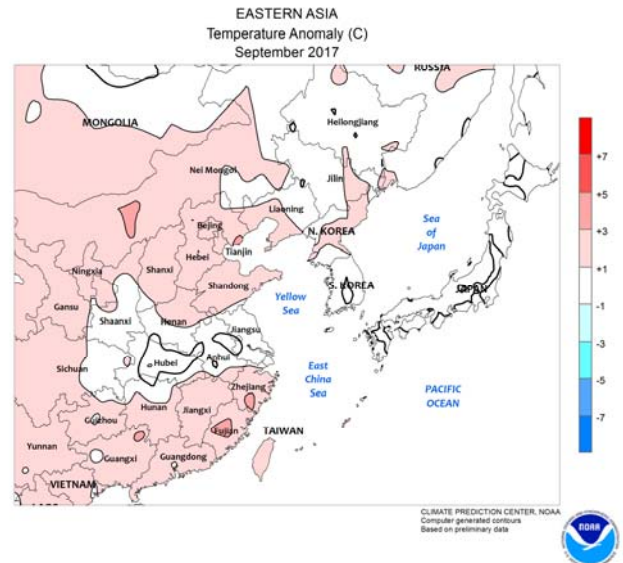 EASTERN ASIA
Temperature Anomaly (C)
September 2017
RUSSIA
MONGOLIA
Heilongjiang
Nei Mongol
Jilin
Liaoning
Beijing
N. KOREA
Sea
of
Japan
Tianjin
Hebei
Ningxia
Shanxi
Shandong
S. KOREA
JAPAN
Gansu
Yellow
Sea
Shaanxi
Henan
Jiangsu
Sichuan
Hubei
Anhui
East
China
Sea
Zhejiang
PACIFIC
OCEAN
Hunan
Jiangxi
Guizhou
Fujian
TAIWAN
Yunnan
Guangxi
Guangdong
VIETNAM
LAOS
+7
+5
+3
+1
-1
-3
-5
-7
CLIMATE PREDICTION CENTER, NOAA
Computer generated contours
Based on preliminary data
NOAA